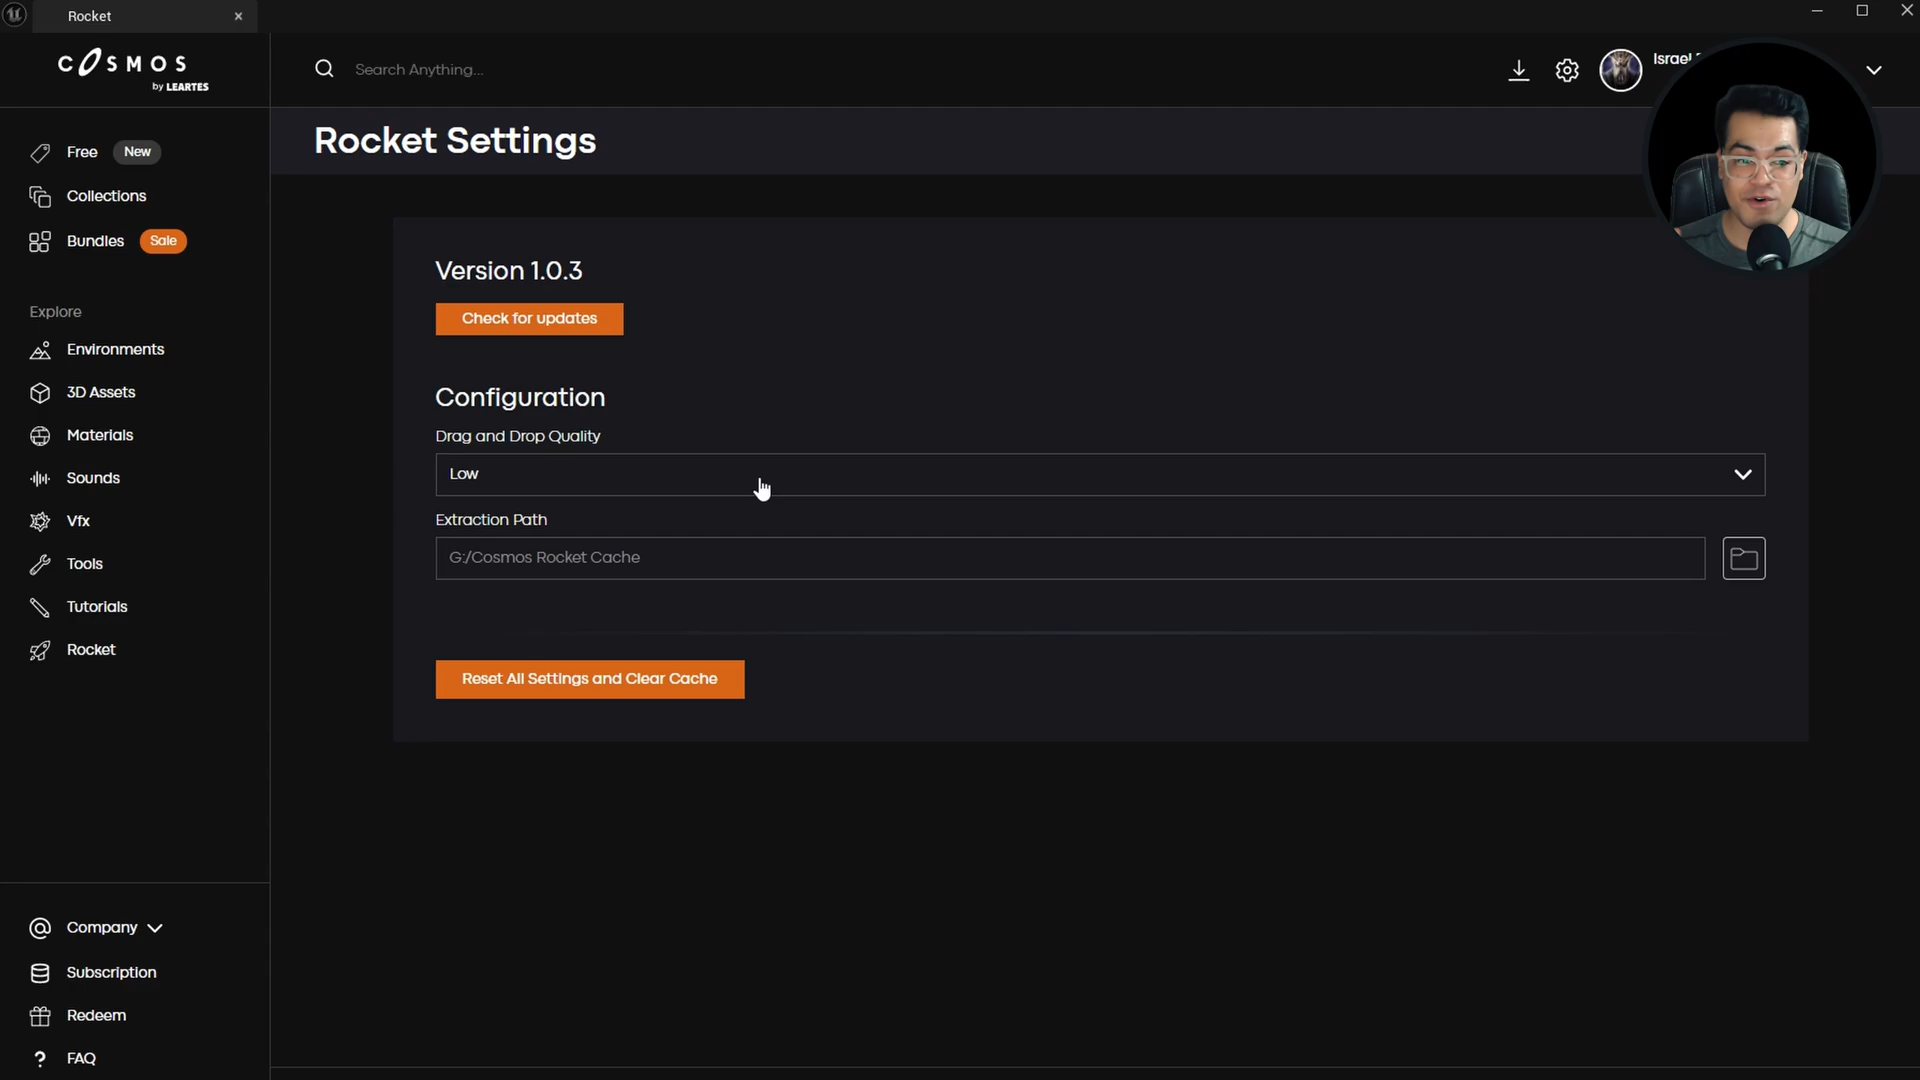 Rocket
COSMOS
by LEARTES
Search Anything...
Israel
Free New
Collections
Bundles Sale
Explore
Environments
3D Assets
Materials
Sounds
Vfx
Tools
Tutorials
Rocket
Company
Subscription
Redeem
FAQ
Rocket Settings
Version 1.0.3
Check for updates
Configuration
Drag and Drop Quality
Low
Extraction Path
G:/Cosmos Rocket Cache
Reset All Settings and Clear Cache